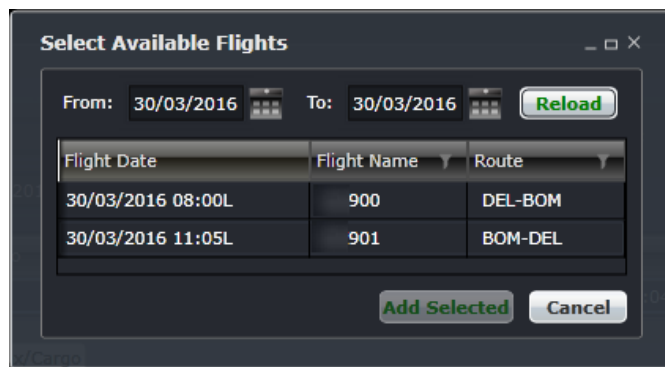 Select Available Flights
From: 30/03/2016 To: 30/03/2016 Reload
Flight Date Flight Name Route
30/03/2016 08:00L 900 DEL-BOM
30/03/2016 11:05L 901 BOM-DEL
Add Selected Cancel
x/Cargo